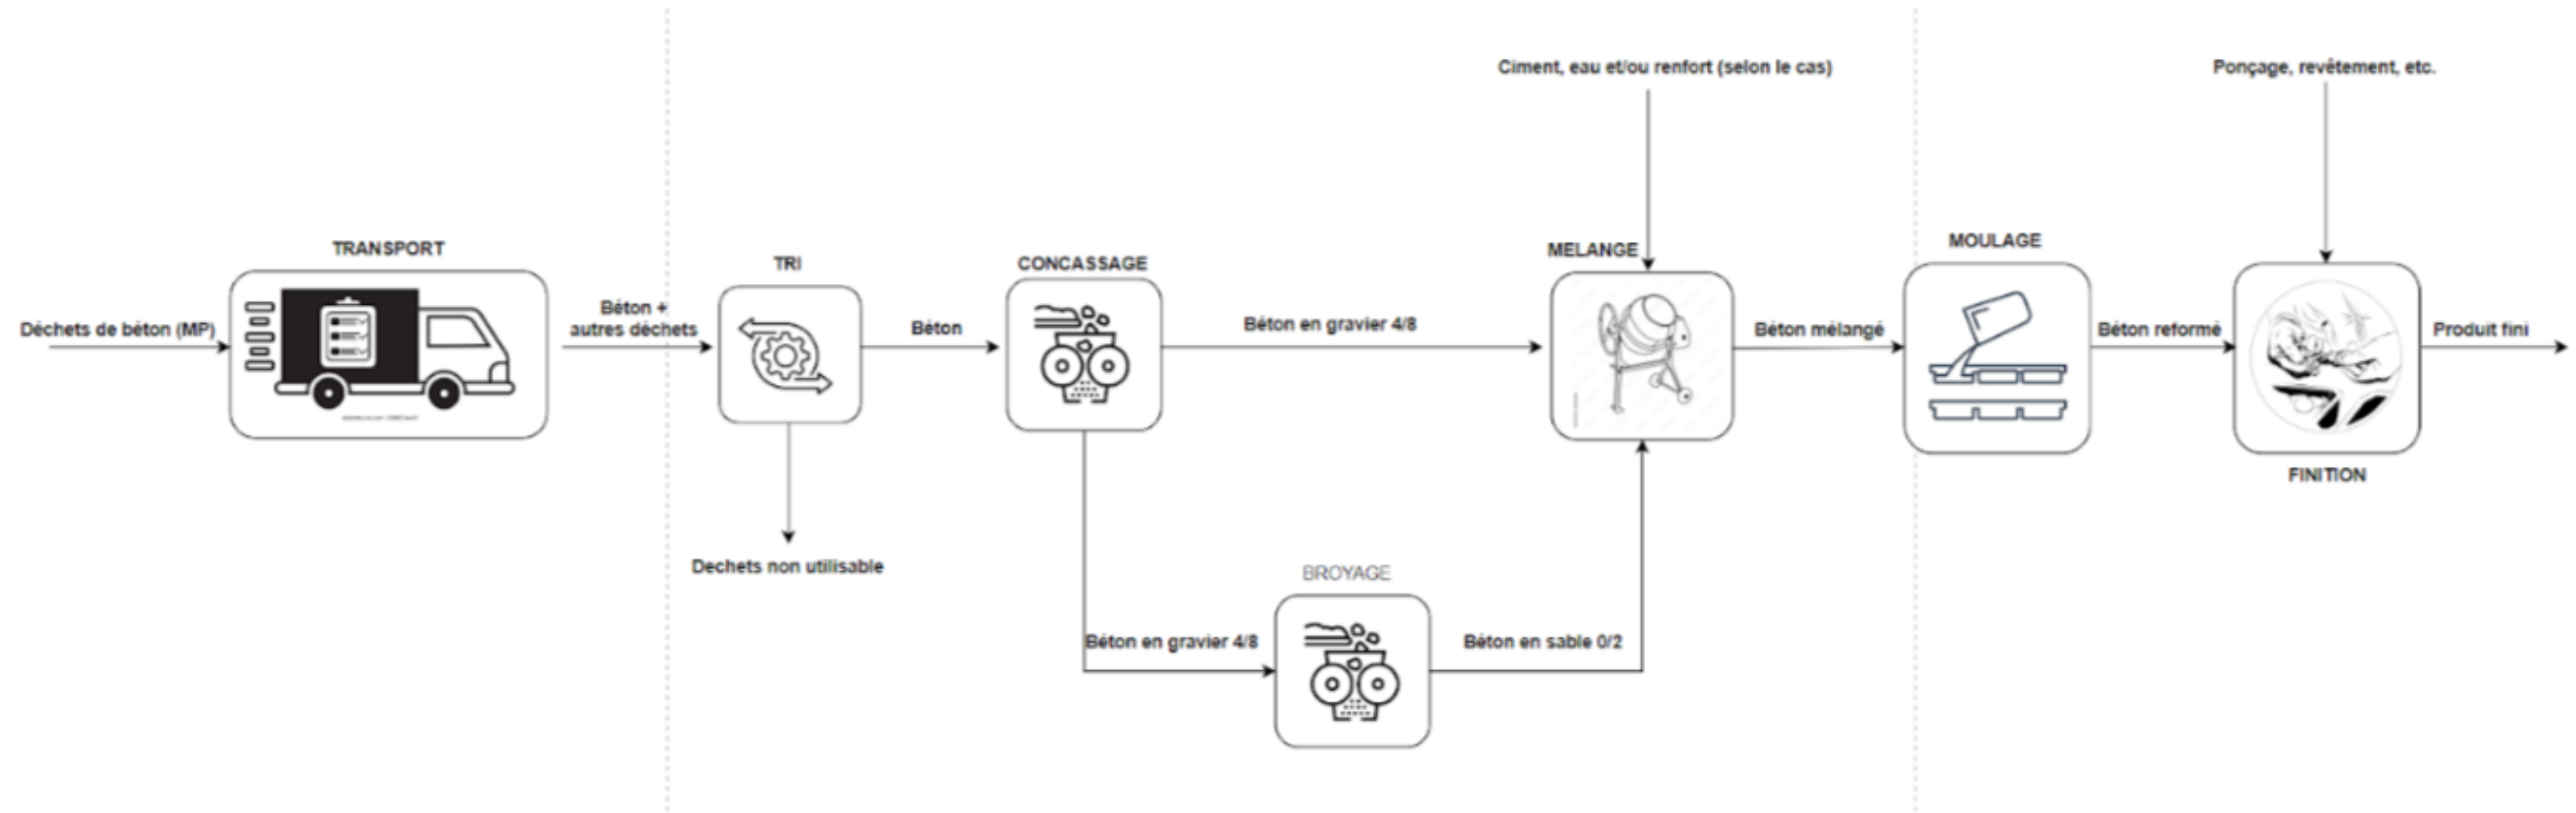 Ciment, eau et/ou renfort (selon le cas)
Ponçage, revêtement, etc.
TRANSPORT
TRI
CONCASSAGE
MELANGE
MOULAGE
Déchets de béton (MP)
Béton +
autres déchets
Béton
Béton en gravier 4/8
Béton mélangé
Béton reformé
Produit fini
FINITION
Dechets non utilisable
BROYAGE
Béton en gravier 4/8
Béton en sable 0/2